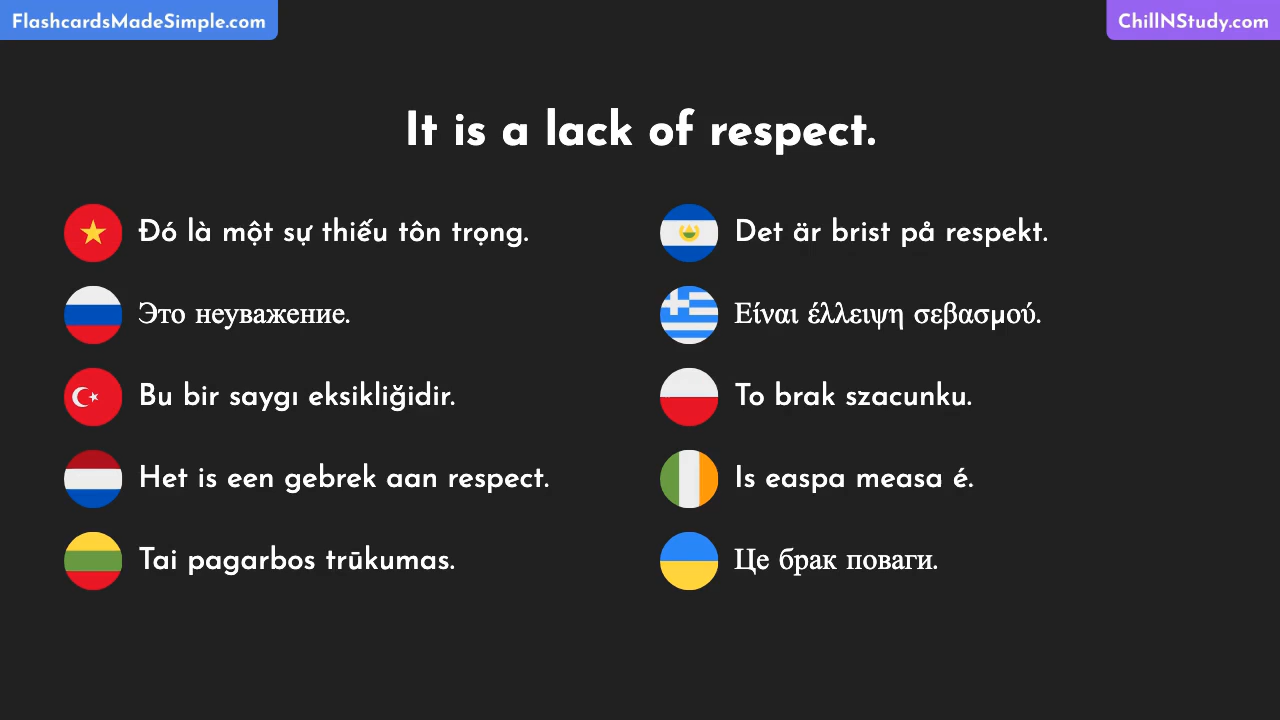 FlashcardsMadeSimple.com
ChillNStudy.com
It is a lack of respect.
Đó là một sự thiếu tôn trọng.
Det är brist på respekt.
Это неуважение.
Είναι έλλειψη σεβασμού.
Bu bir saygı eksikliğidir.
To brak szacunku.
Het is een gebrek aan respect.
Is easpa measa é.
Tai pagarbos trūkumas.
Це брак поваги.